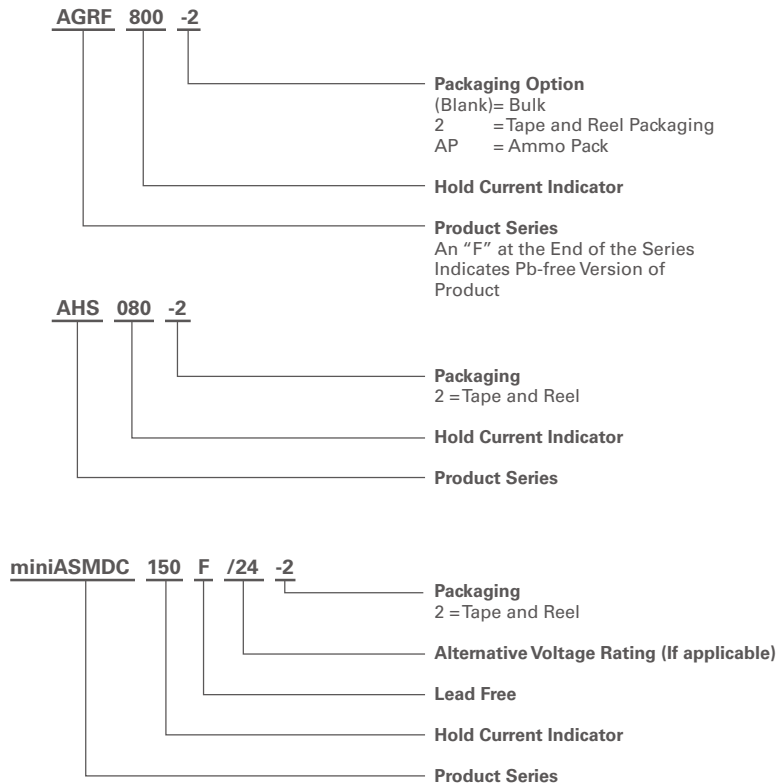 AGRF 800 -2
Packaging Option
(Blank)= Bulk
2 =Tape and Reel Packaging
AP = Ammo Pack
Hold Current Indicator
Product Series
An “F” at the End of the Series
Indicates Pb-free Version of
Product
AHS 080 -2
Packaging
2 =Tape and Reel
Hold Current Indicator
Product Series
miniASMDC 150 F /24 -2
Packaging
2 =Tape and Reel
Alternative Voltage Rating (If applicable)
Lead Free
Hold Current Indicator
Product Series